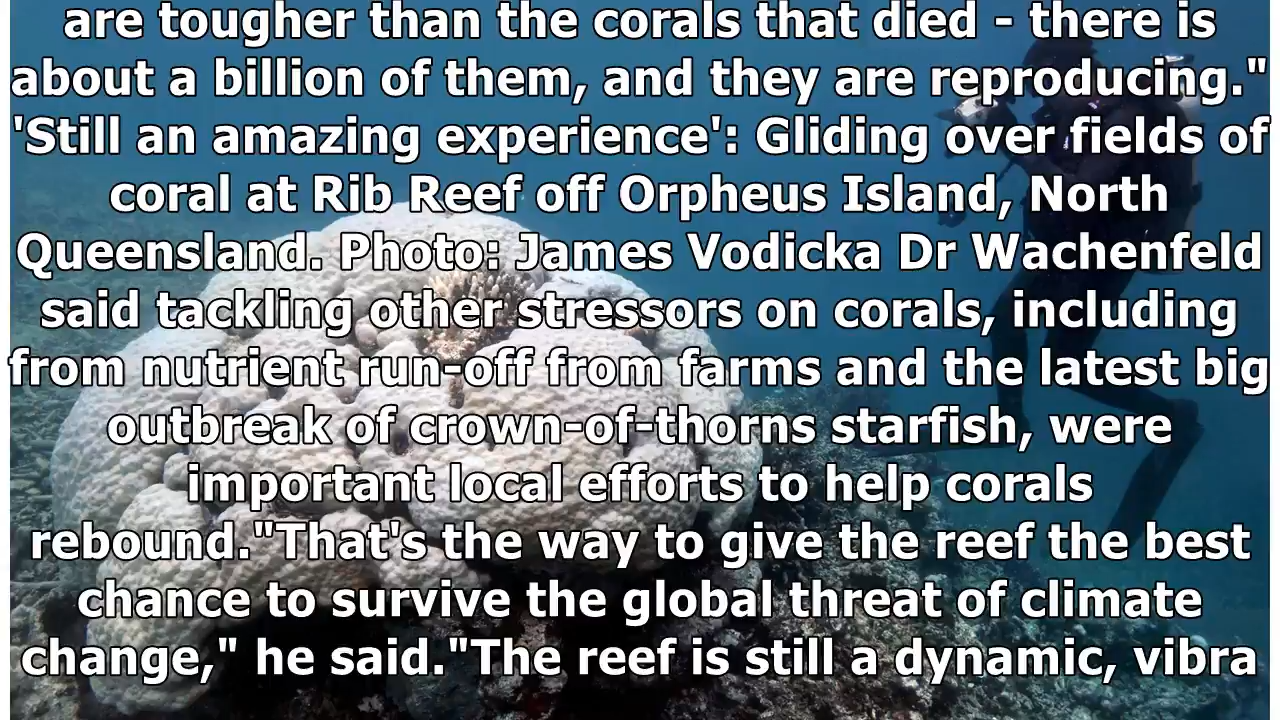 are tougher than the corals that died - there is
about a billion of them, and they are reproducing."
'Still an amazing experience': Gliding over fields of
coral at Rib Reef off Orpheus Island, North
Queensland. Photo: James Vodicka Dr Wachenfeld
said tackling other stressors on corals, including
from nutrient run-off from farms and the latest big
outbreak of crown-of-thorns starfish, were
important local efforts to help corals
rebound."That's the way to give the reef the best
chance to survive the global threat of climate
change," he said."The reef is still a dynamic, vibra